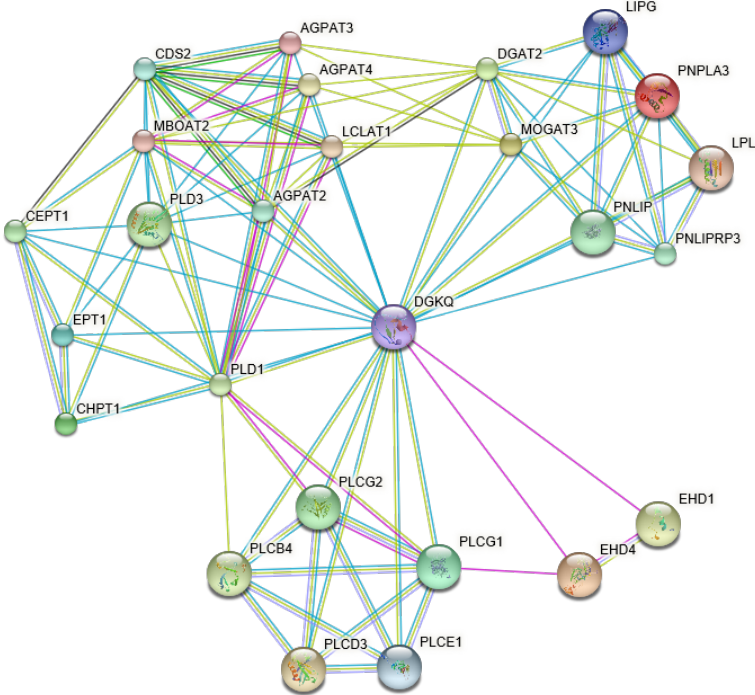 LIPG
AGPAT3
CDS2
DGAT2
AGPAT4
PNPLA3
MBOAT2
LCLAT1
MOGAT3
LPL
PLD3
AGPAT2
PNLIP
CEPT1
PNLIPRP3
DGKQ
EPT1
PLD1
CHPT1
PLCG2
EHD1
PLCB4
PLCG1
EHD4
PLCD3
PLCE1